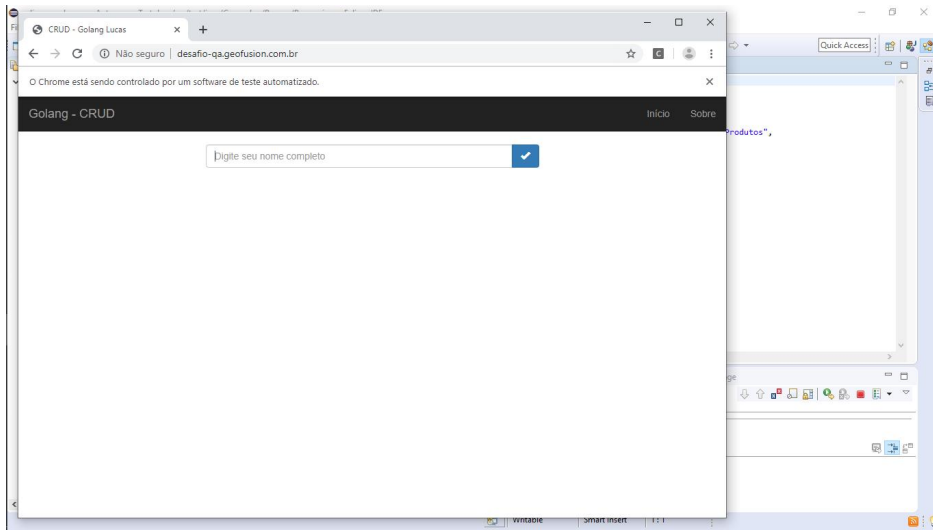 CRUD - Golang Lucas
Quick Access
Não seguro | desafio-qa.geofusion.com.br
O Chrome está sendo controlado por um software de teste automatizado.
Golang - CRUD
Início
Sobre
Produtos",
Digite seu nome completo
ge
Writable
Smart Insert
1 : 1